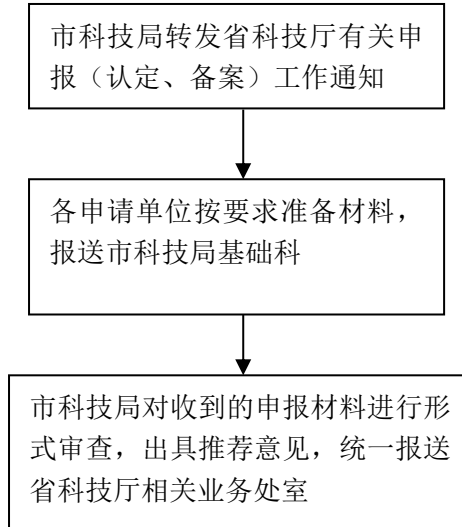 市科技局转发省科技厅有关申
报（认定、备案）工作通知
各申请单位按要求准备材料，
报送市科技局基础科
市科技局对收到的申报材料进行形
式审查，出具推荐意见，统一报送
省科技厅相关业务处室